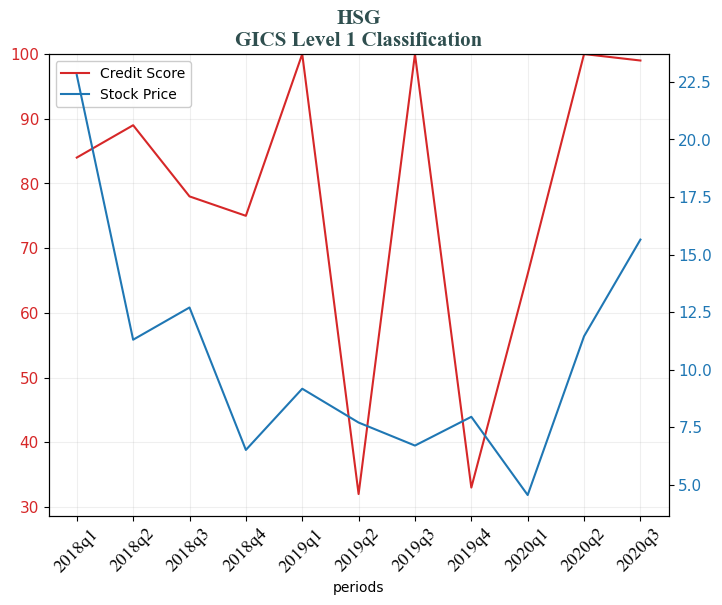 HSG
GICS Level 1 Classification
Credit Score
Stock Price
100
90
80
70
60
50
40
30
22.5
20.0
17.5
15.0
12.5
10.0
7.5
5.0
2018q1
2018q2
2018q3
2018q4
2019q1
2019q2
2019q3
2019q4
2020q1
2020q2
2020q3
periods